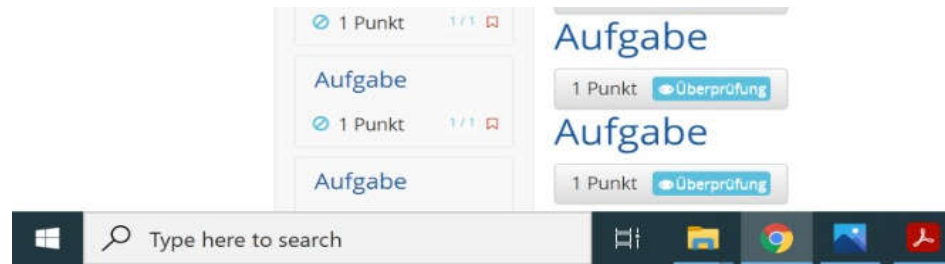 1 Punkt 1/1
Aufgabe
1 Punkt 1/1
Aufgabe
Aufgabe
1 Punkt Überprüfung
Aufgabe
1 Punkt Überprüfung
Type here to search